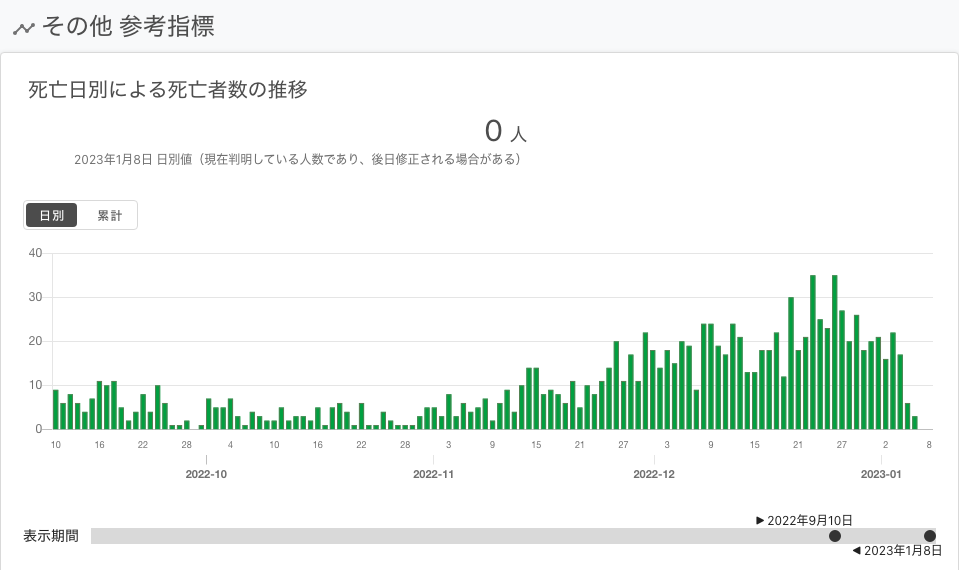 その他 参考指標
死亡日別による死亡者数の推移
0 人
2023年1月8日 日別値（現在判明している人数であり、後日修正される場合がある）
日別 累計
40
30
20
10
0
10 16 22 28 4 10 16 22 28 3 9 15 21 27 3 9 15 21 27 2 8
2022-10 2022-11 2022-12 2023-01
▶ 2022年9月10日
表示期間
◀ 2023年1月8日